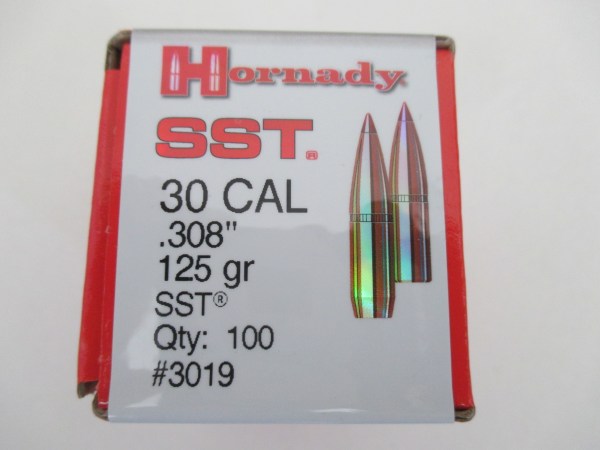 Hornady
SST®
30 CAL
.308"
125 gr
SST®
Qty: 100
#3019